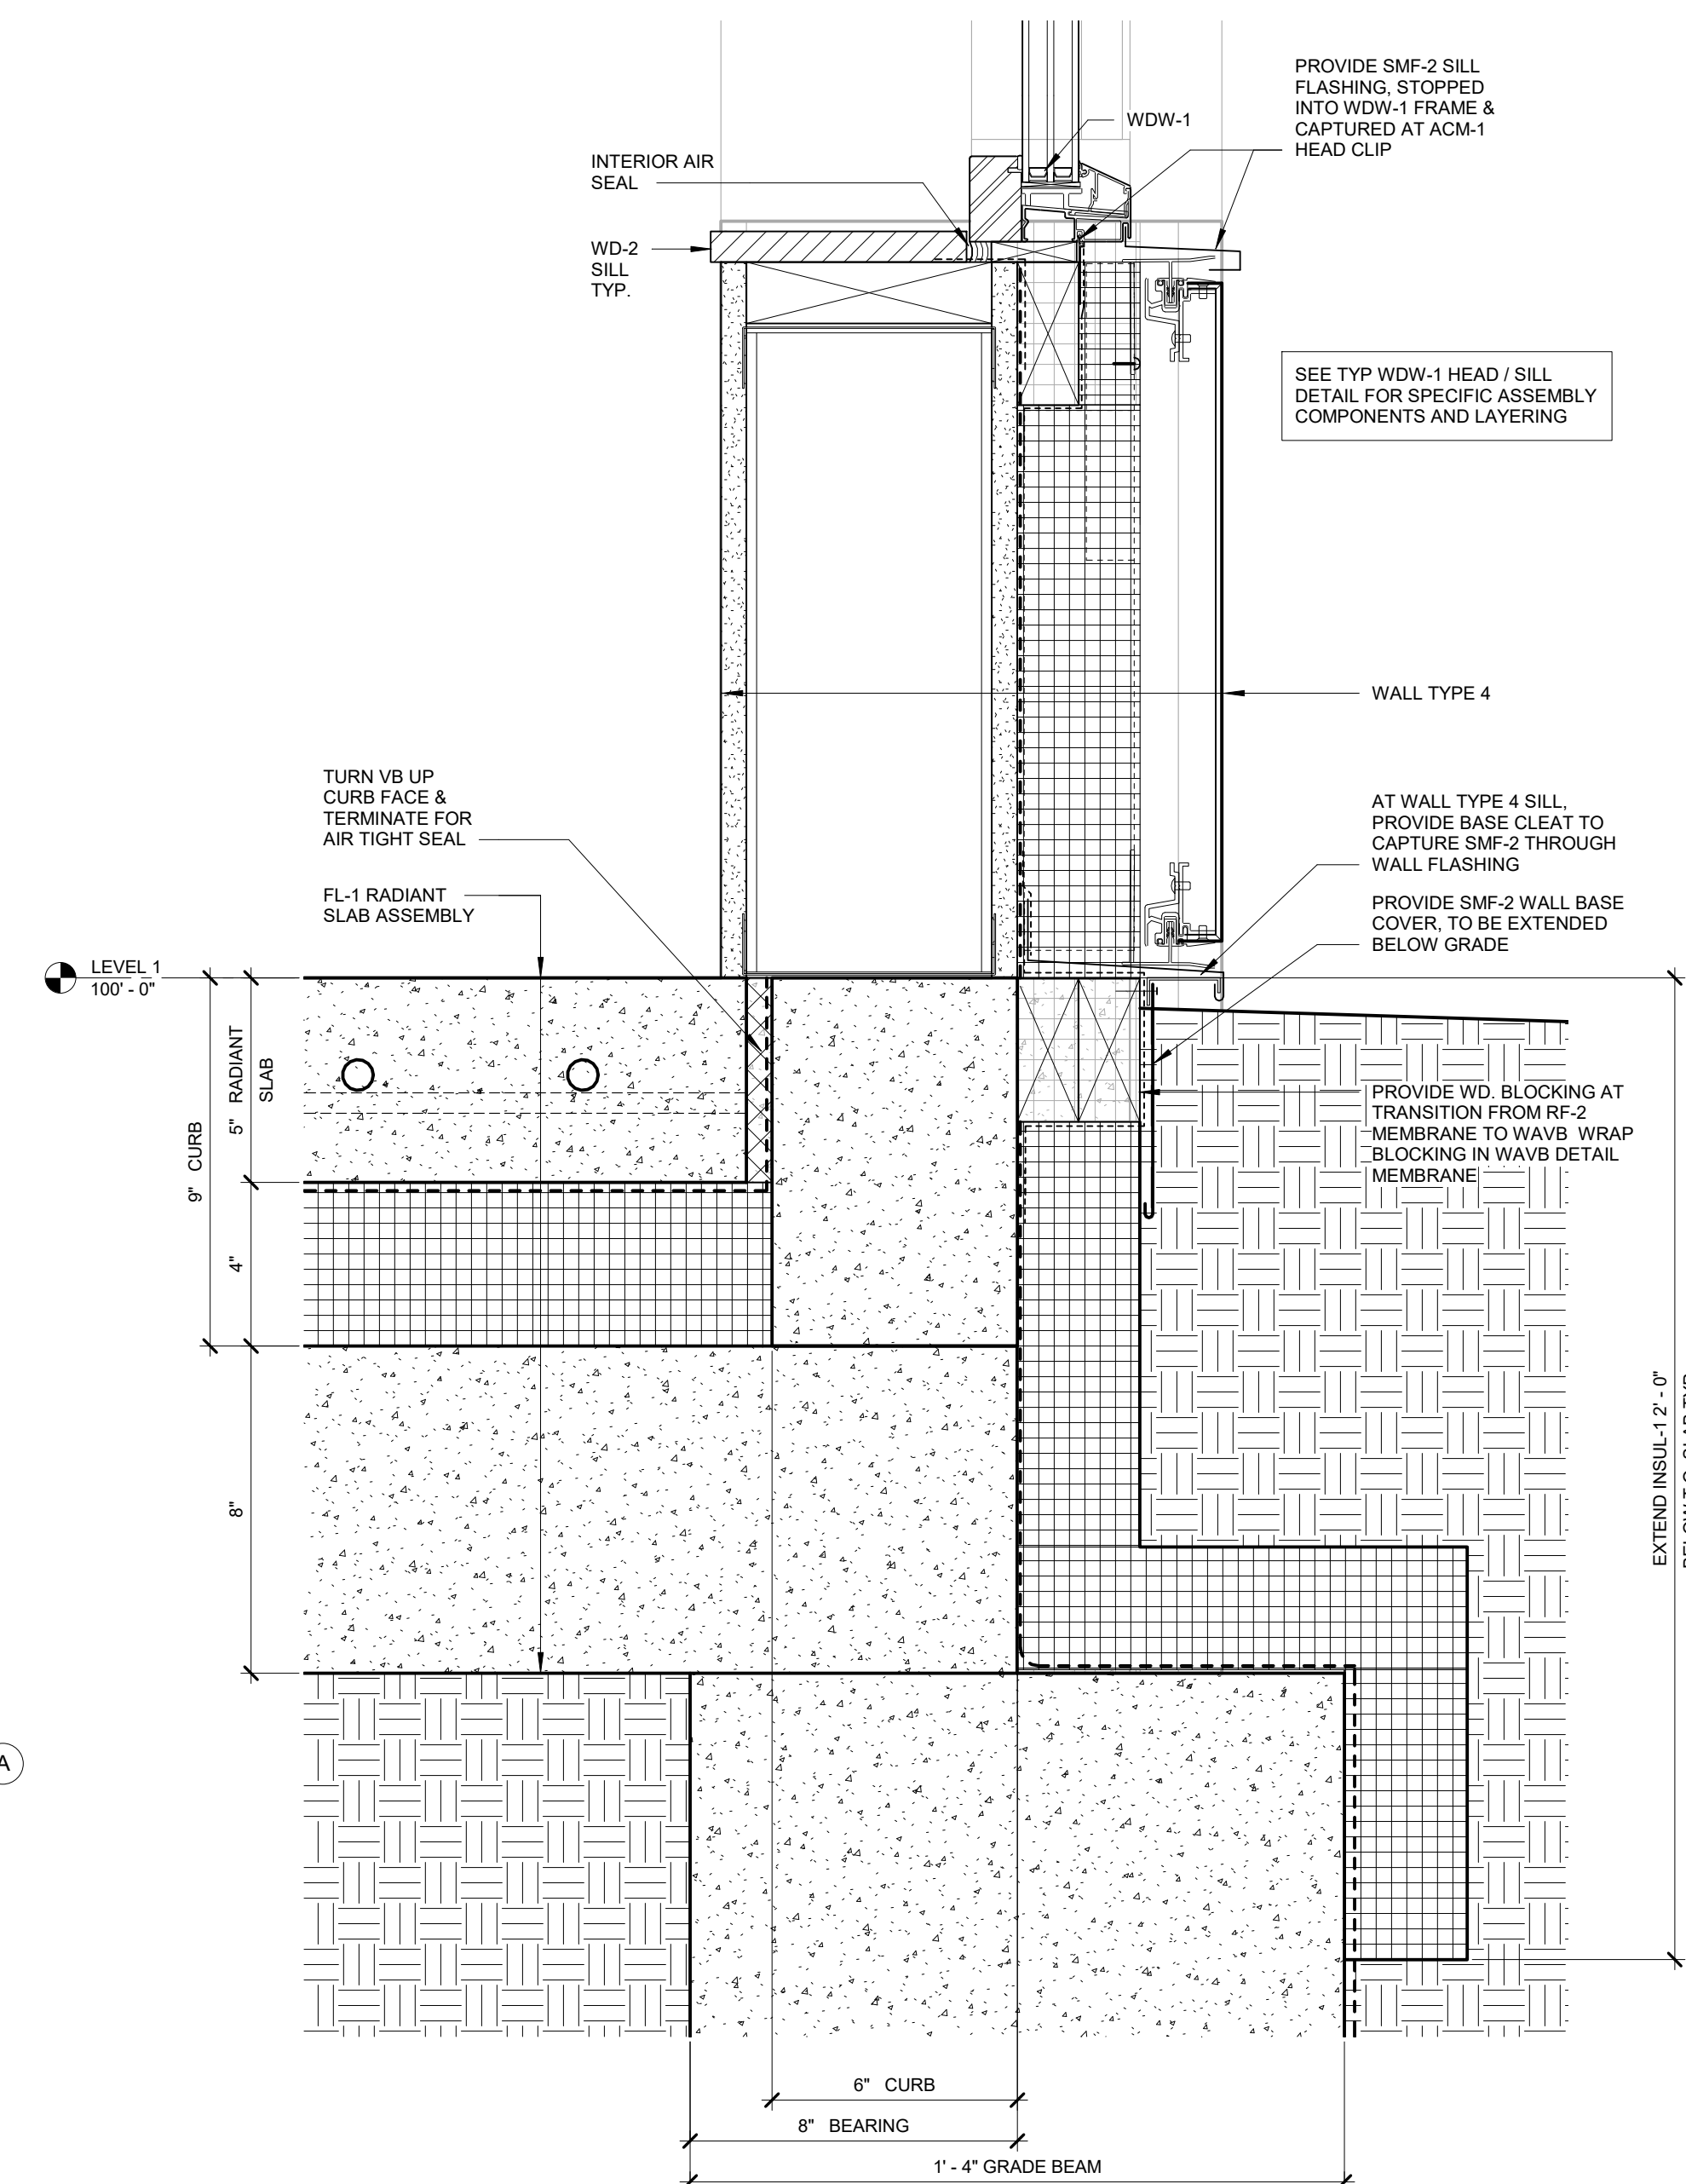 PROVIDE SMF-2 SILL
FLASHING, STOPPED
INTO WDW-1 FRAME &
CAPTURED AT ACM-1
HEAD CLIP
WDW-1
INTERIOR AIR
SEAL
WD-2
SILL
TYP.
SEE TYP WDW-1 HEAD / SILL
DETAIL FOR SPECIFIC ASSEMBLY
COMPONENTS AND LAYERING
WALL TYPE 4
TURN VB UP
CURB FACE &
TERMINATE FOR
AIR TIGHT SEAL
FL-1 RADIANT
SLAB ASSEMBLY
AT WALL TYPE 4 SILL,
PROVIDE BASE CLEAT TO
CAPTURE SMF-2 THROUGH
WALL FLASHING
PROVIDE SMF-2 WALL BASE
COVER, TO BE EXTENDED
BELOW GRADE
LEVEL 1
100' - 0"
5" RADIANT
SLAB
9" CURB
4"
8"
PROVIDE WD. BLOCKING AT
TRANSITION FROM RF-2
MEMBRANE TO WAVB WRAP
BLOCKING IN WAVB DETAIL
MEMBRANE
EXTEND INSUL-1 2' - 0"
BELOW T.O. SLAB TYP.
A
6" CURB
8" BEARING
1' - 4" GRADE BEAM